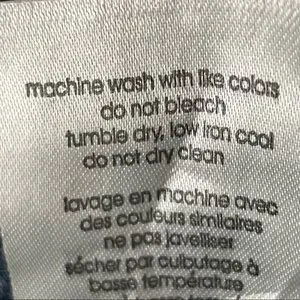 machine wash with like colors
do not bleach
tumble dry, low iron cool
do not dry clean
lavage en machine avec
des couleurs similaires
ne pas javelliser
sécher par culbutage à
basse température